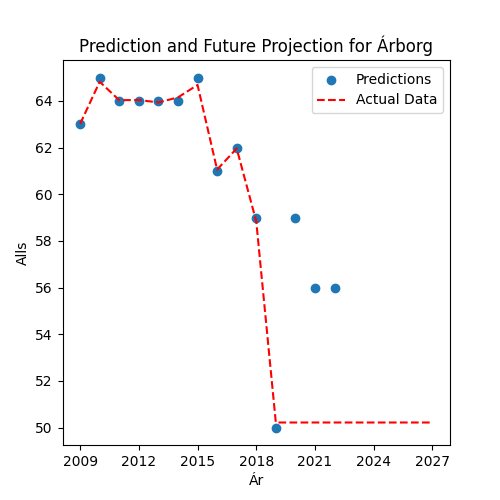 Prediction and Future Projection for Árborg
Predictions
Actual Data
Alls
64
62
60
58
56
54
52
50
2009 2012 2015 2018 2021 2024 2027
Ár